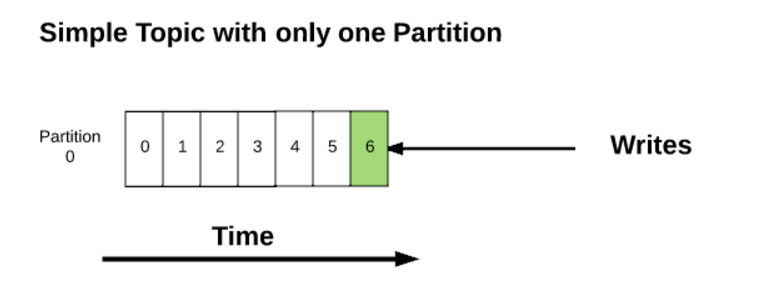 Simple Topic with only one Partition
Partition
0
0 1 2 3 4 5 6
Writes
Time